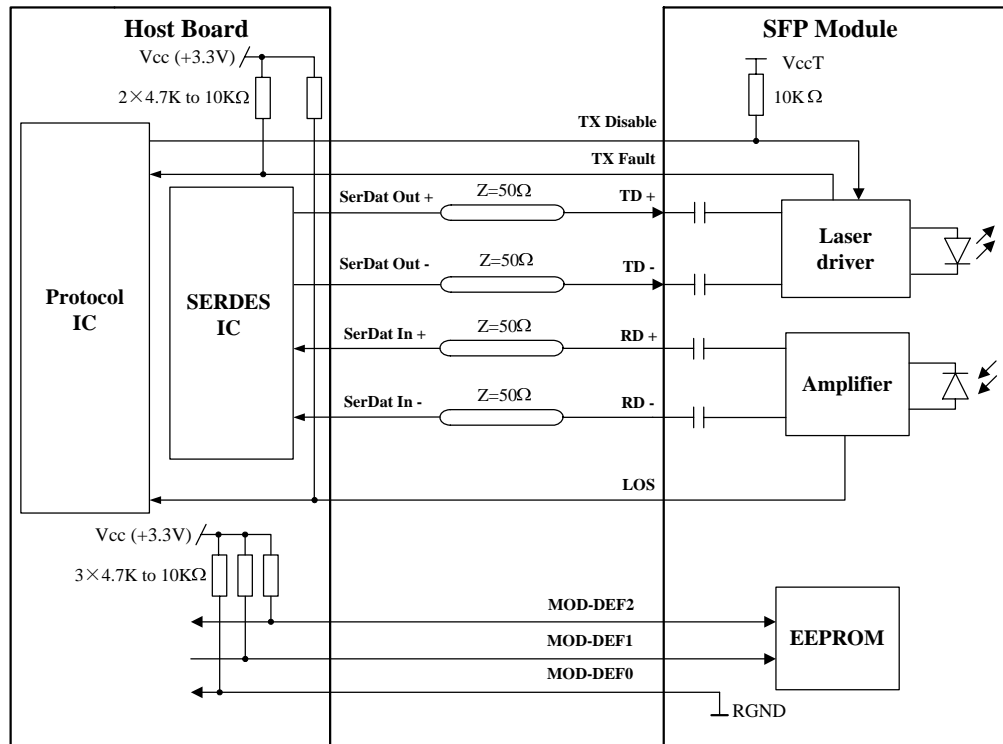 Host Board
SFP Module
Vcc (+3.3V)
VccT
2×4.7K to 10KΩ
10K Ω
TX Disable
TX Fault
SerDat Out +
Z=50Ω
TD +
Laser
driver
SerDat Out -
Z=50Ω
TD -
Protocol
IC
SERDES
IC
SerDat In +
Z=50Ω
RD +
Amplifier
SerDat In -
Z=50Ω
RD -
LOS
Vcc (+3.3V)
3×4.7K to 10KΩ
MOD-DEF2
EEPROM
MOD-DEF1
MOD-DEF0
RGND